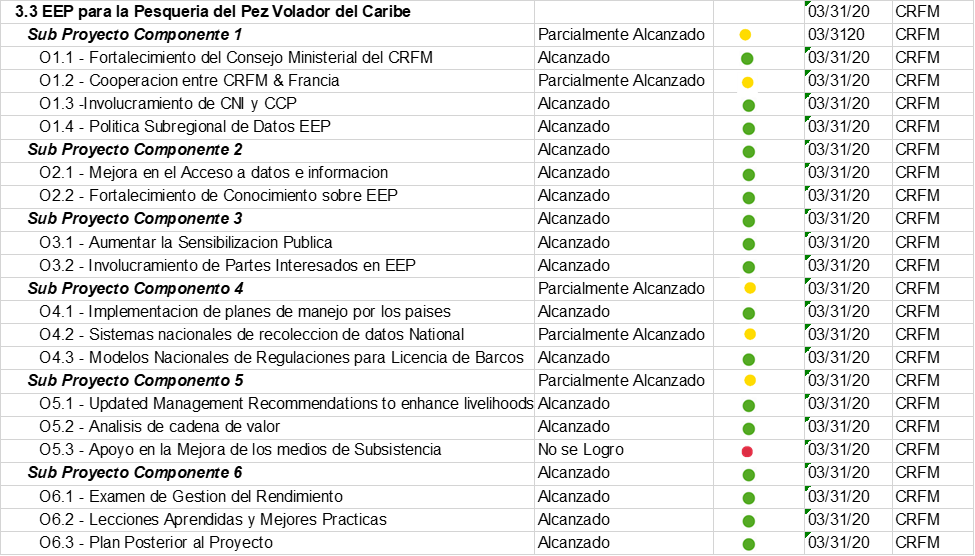 3.3 EEP para la Pesqueria del Pez Volador del Caribe 03/31/20 CRFM
Sub Proyecto Componente 1 Parcialmente Alcanzado 03/3120 CRFM
O1.1 - Fortalecimiento del Consejo Ministerial del CRFM Alcanzado 03/31/20 CRFM
O1.2 - Cooperacion entre CRFM & Francia Parcialmente Alcanzado 03/31/20 CRFM
O1.3 -Involucramiento de CNI y CCP Alcanzado 03/31/20 CRFM
O1.4 - Politica Subregional de Datos EEP Alcanzado 03/31/20 CRFM
Sub Proyecto Componente 2 Alcanzado 03/31/20 CRFM
O2.1 - Mejora en el Acceso a datos e informacion Alcanzado 03/31/20 CRFM
O2.2 - Fortalecimiento de Conocimiento sobre EEP Alcanzado 03/31/20 CRFM
Sub Proyecto Componente 3 Alcanzado 03/31/20 CRFM
O3.1 - Aumentar la Sensibilizacion Publica Alcanzado 03/31/20 CRFM
O3.2 - Involucramiento de Partes Interesados en EEP Alcanzado 03/31/20 CRFM
Sub Proyecto Componente 4 Parcialmente Alcanzado 03/31/20 CRFM
O4.1 - Implementacion de planes de manejo por los paises Alcanzado 03/31/20 CRFM
O4.2 - Sistemas nacionales de recoleccion de datos National Parcialmente Alcanzado 03/31/20 CRFM
O4.3 - Modelos Nacionales de Regulaciones para Licencia de Barcos Alcanzado 03/31/20 CRFM
Sub Proyecto Componente 5 Parcialmente Alcanzado 03/31/20 CRFM
O5.1 - Updated Management Recommendations to enhance livelihoods Alcanzado 03/31/20 CRFM
O5.2 - Analisis de cadena de valor Alcanzado 03/31/20 CRFM
O5.3 - Apoyo en la Mejora de los medios de Subsistencia No se Logro 03/31/20 CRFM
Sub Proyecto Componente 6 Alcanzado 03/31/20 CRFM
O6.1 - Examen de Gestion del Rendimiento Alcanzado 03/31/20 CRFM
O6.2 - Lecciones Aprendidas y Mejores Practicas Alcanzado 03/31/20 CRFM
O6.3 - Plan Posterior al Proyecto Alcanzado 03/31/20 CRFM